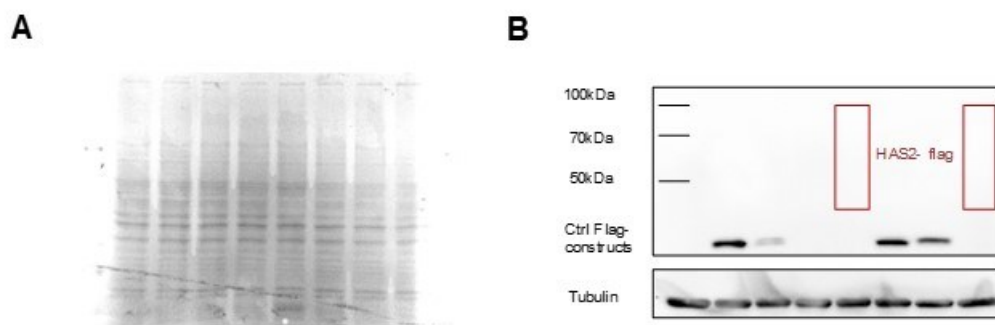 A
B
100kDa
70kDa
50kDa
HAS2- flag
Ctrl Flag-
constructs
Tubulin